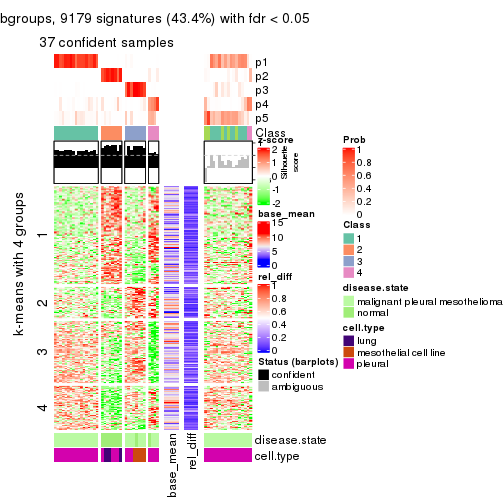 bgroups, 9179 signatures (43.4%) with fdr < 0.05
37 confident samples
p1
p2
p3
p4
p5
Class
k-means with 4 groups
1
2
3
4
base_mean
rel_diff
disease.state
cell.type
z-score
2
1
0
-1
-2
Silhouette
score
base_mean
15
10
5
0
rel_diff
1
0.8
0.6
0.4
0.2
0
Status (barplots)
confident
ambiguous
Prob
1
0.8
0.6
0.4
0.2
0
Class
1
2
3
4
disease.state
malignant pleural mesothelioma
normal
cell.type
lung
mesothelial cell line
pleural